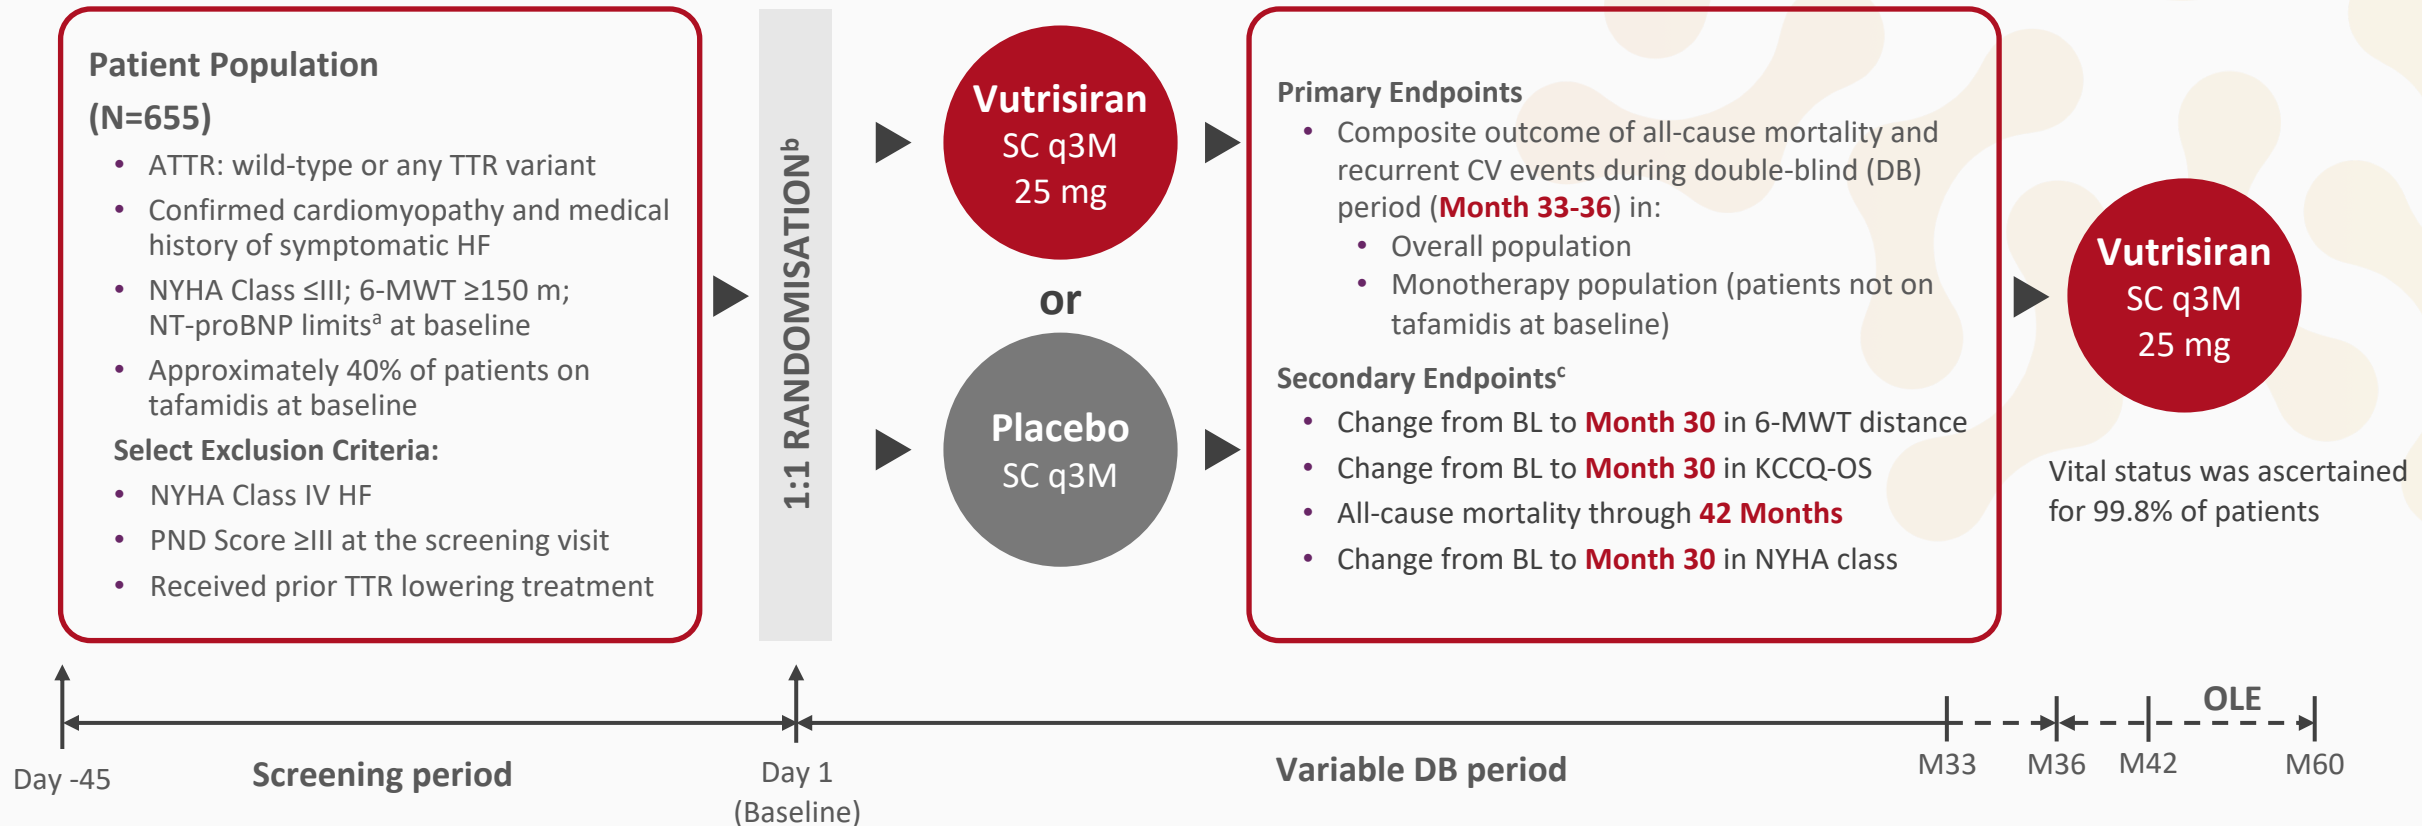 Patient Population
(N=655)
• ATTR: wild-type or any TTR variant
• Confirmed cardiomyopathy and medical
history of symptomatic HF
• NYHA Class ≤III; 6-MWT ≥150 m;
NT-proBNP limitsᵃ at baseline
• Approximately 40% of patients on
tafamidis at baseline
Select Exclusion Criteria:
• NYHA Class IV HF
• PND Score ≥III at the screening visit
• Received prior TTR lowering treatment
1:1 RANDOMISATIONᵇ
Vutrisiran
SC q3M
25 mg
or
Placebo
SC q3M
Primary Endpoints
• Composite outcome of all-cause mortality and
recurrent CV events during double-blind (DB)
period (Month 33-36) in:
• Overall population
• Monotherapy population (patients not on
tafamidis at baseline)
Secondary Endpointsᶜ
• Change from BL to Month 30 in 6-MWT distance
• Change from BL to Month 30 in KCCQ-OS
• All-cause mortality through 42 Months
• Change from BL to Month 30 in NYHA class
Vutrisiran
SC q3M
25 mg
Vital status was ascertained
for 99.8% of patients
OLE
Day -45
Screening period
Day 1
(Baseline)
Variable DB period
M33
M36
M42
M60